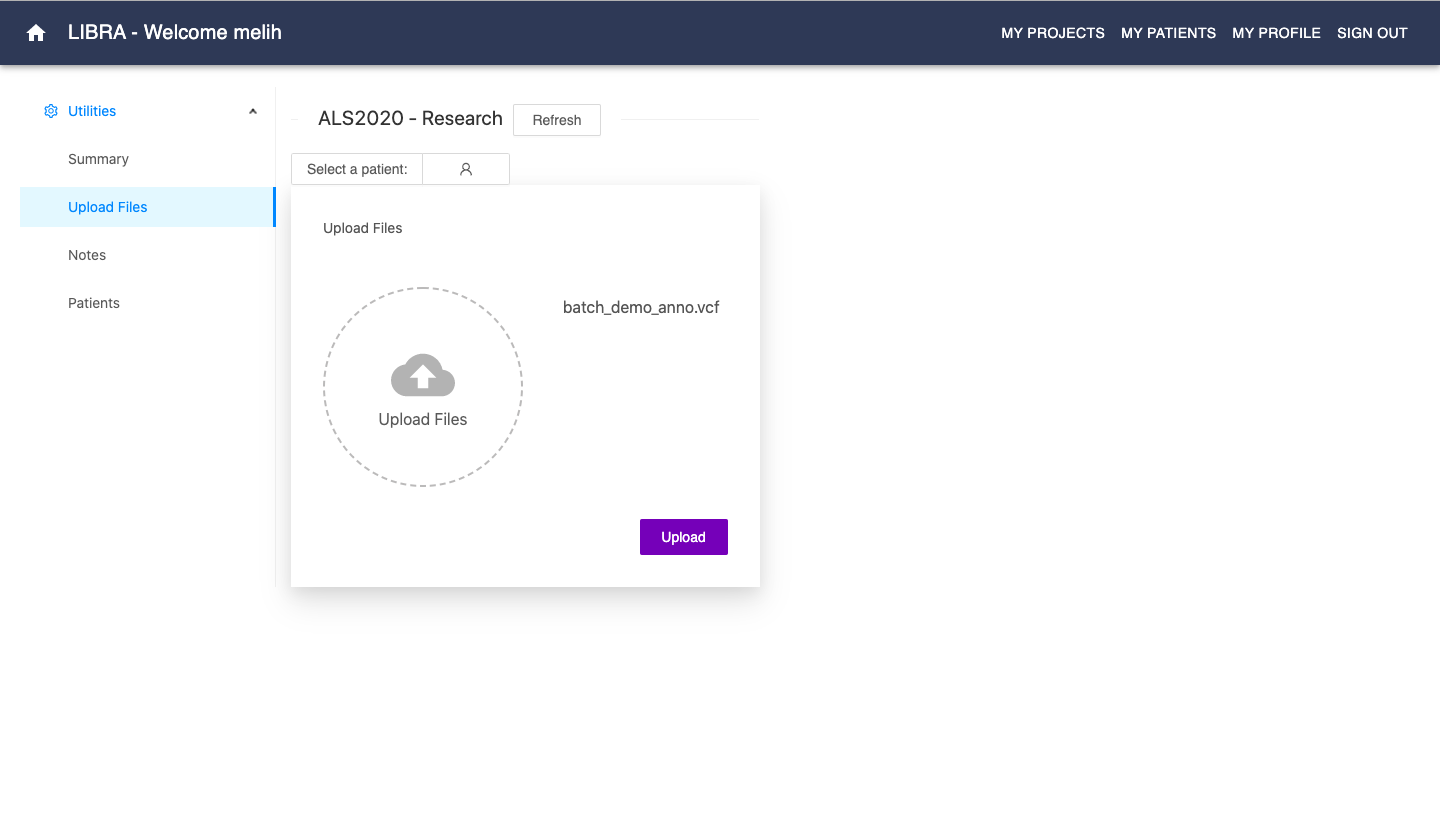 LIBRA - Welcome melih
MY PROJECTS MY PATIENTS MY PROFILE SIGN OUT
Utilities
Summary
Upload Files
Notes
Patients
ALS2020 - Research
Refresh
Select a patient:
Upload Files
batch_demo_anno.vcf
Upload Files
Upload